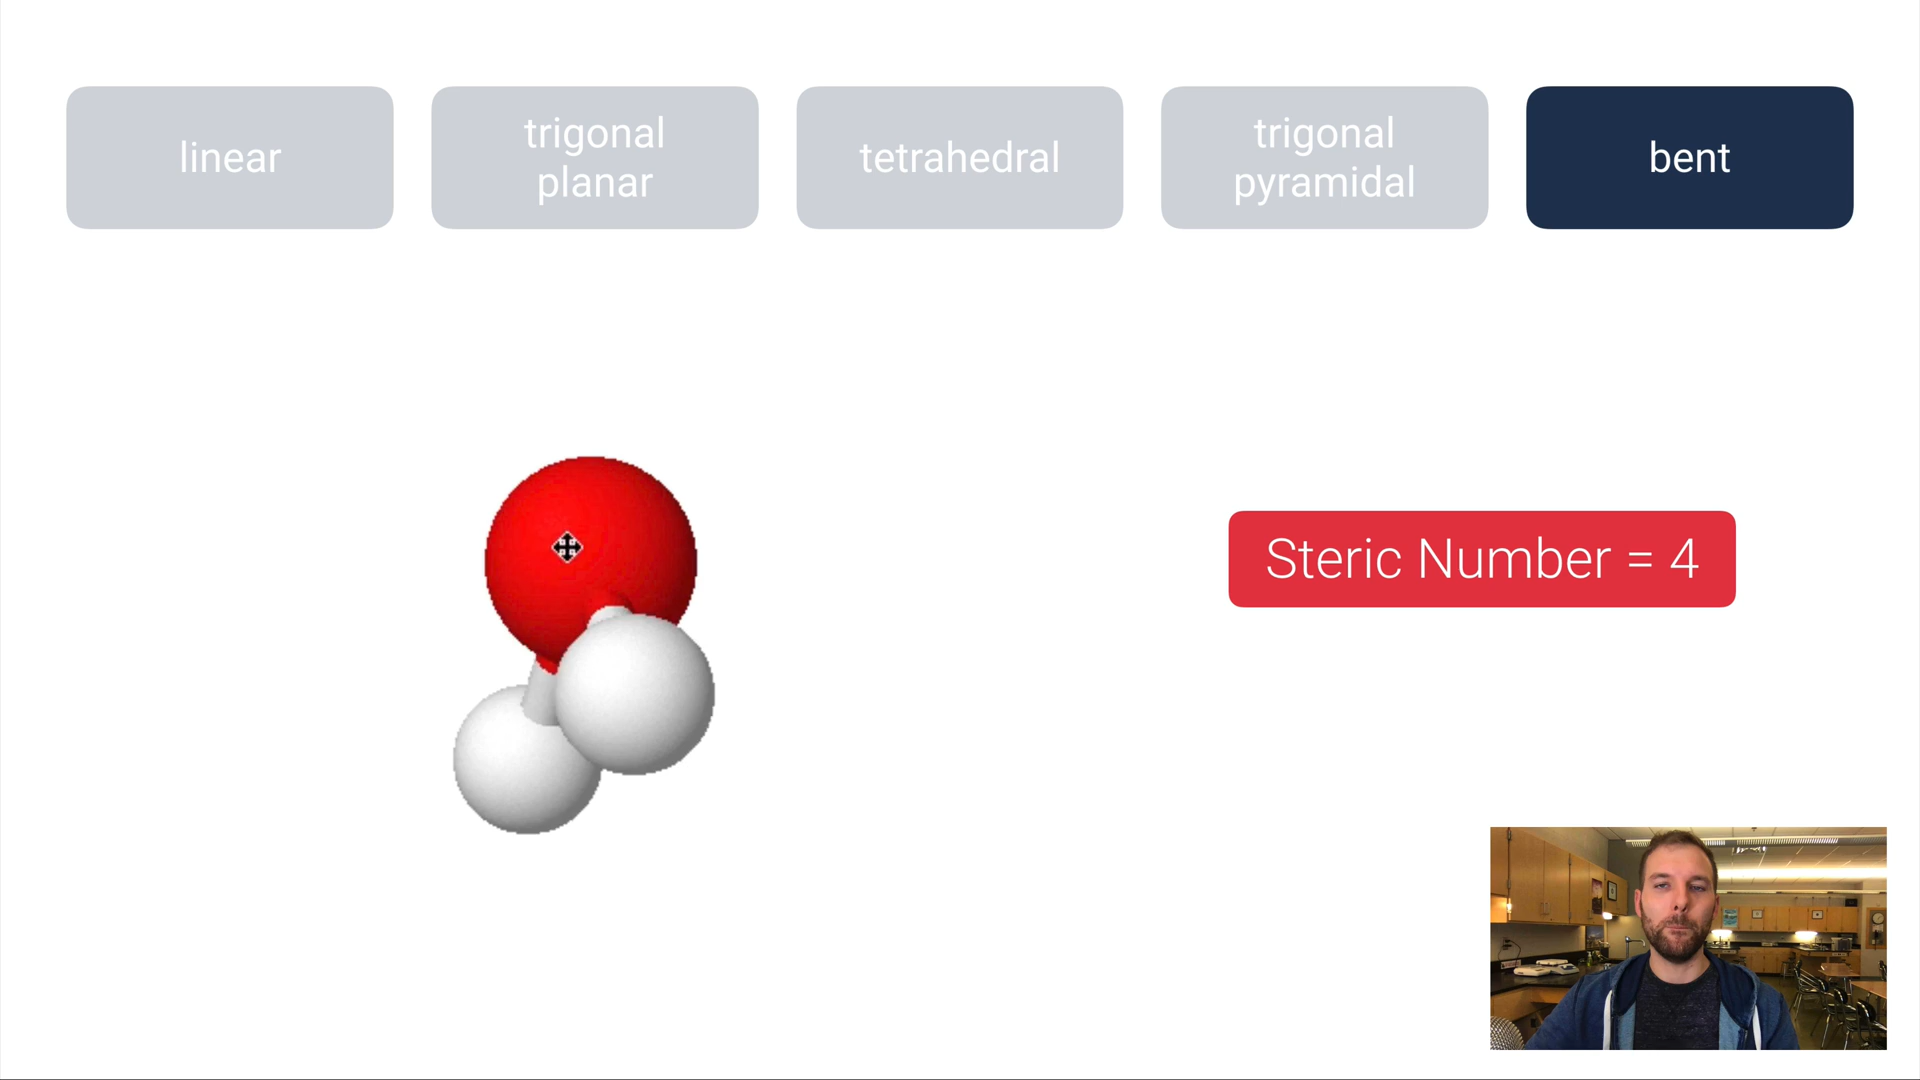 linear
trigonal
planar
tetrahedral
trigonal
pyramidal
bent
Steric Number = 4